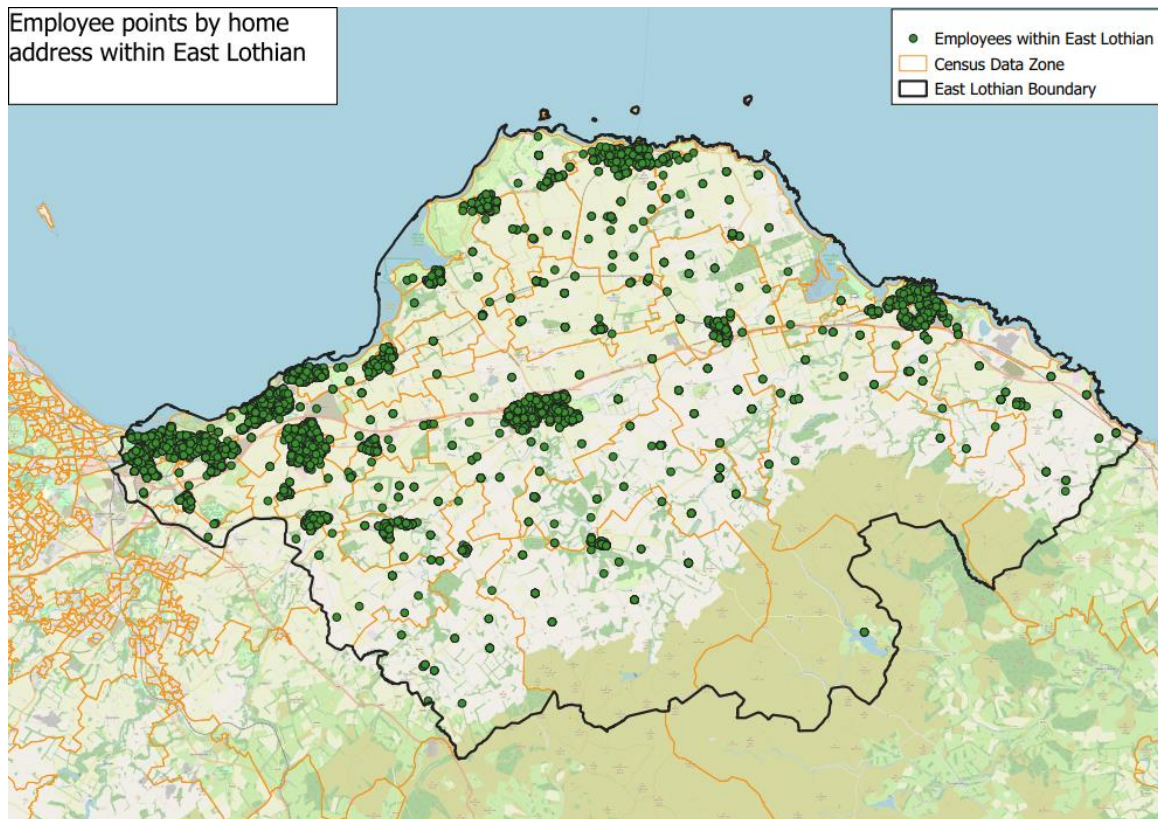 Employee points by home
address within East Lothian
Employees within East Lothian
Census Data Zone
East Lothian Boundary